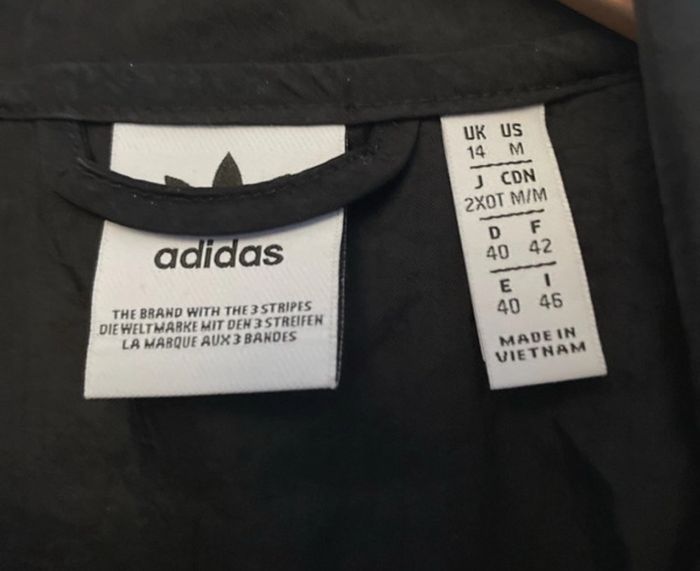 adidas
THE BRAND WITH THE 3 STRIPES
DIE WELTMARKE MIT DEN 3 STREIFEN
LA MARQUE AUX 3 BANDES
UK US
14 M
J CDN
2XOT M/M
D F
40 42
E I
40 46
MADE IN
VIETNAM